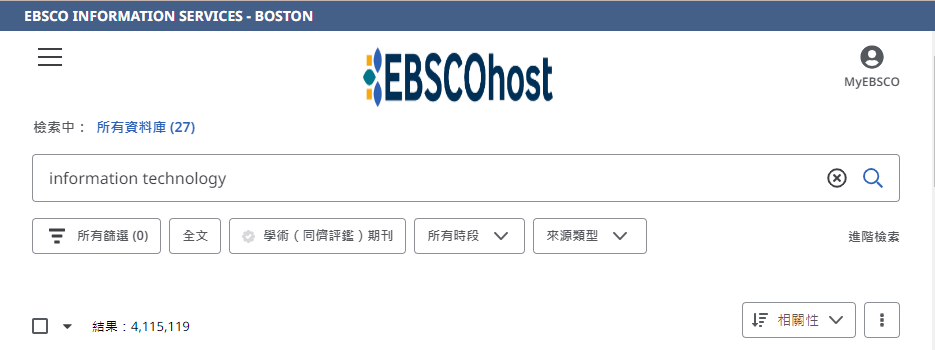 EBSCO INFORMATION SERVICES - BOSTON
EBSCOhost
MyEBSCO
檢索中： 所有資料庫 (27)
information technology
所有篩選 (0) 全文 學術（同儕評鑑）期刊 所有時段 來源類型 進階檢索
結果：4,115,119 相關性